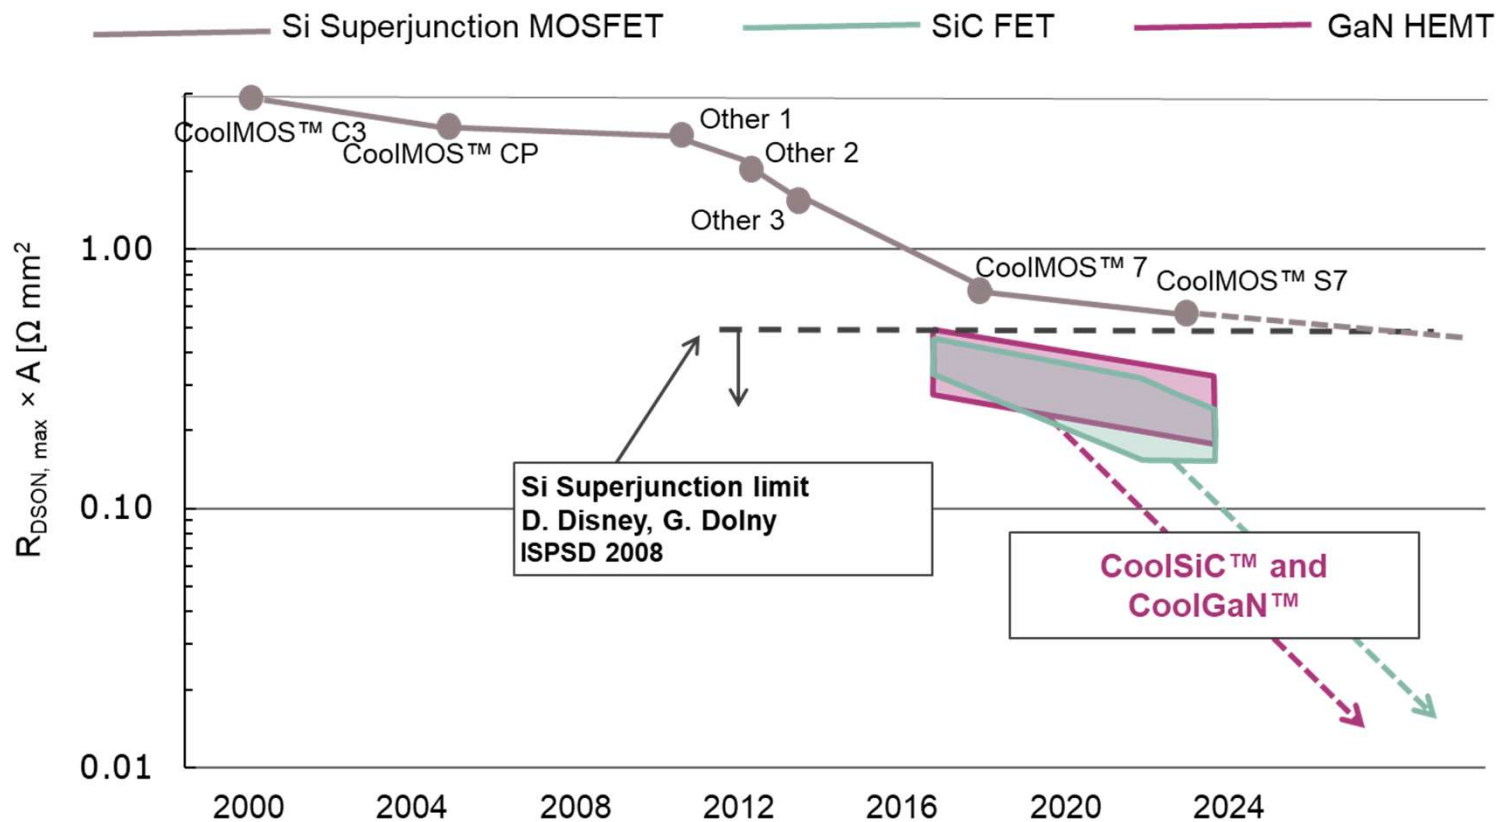 Si Superjunction MOSFET
SiC FET
GaN HEMT
CoolMOS™ C3
CoolMOS™ CP
Other 1
Other 2
Other 3
CoolMOS™ 7
CoolMOS™ S7
R_DSON, max × A [Ω mm²]
1.00
0.10
0.01
Si Superjunction limit
D. Disney, G. Dolny
ISPSD 2008
CoolSiC™ and
CoolGaN™
2000
2004
2008
2012
2016
2020
2024